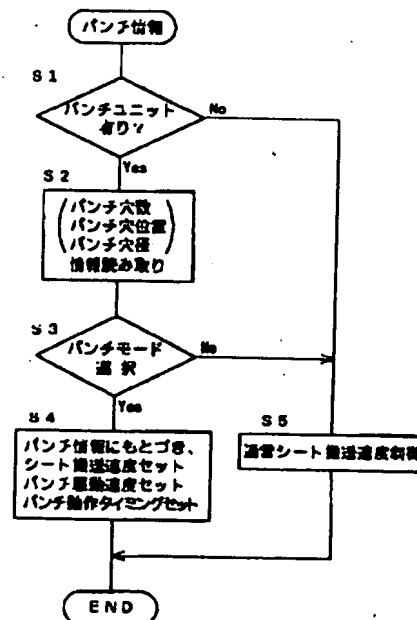 パンチ情報
S1
パンチユニット
有り？
No
Yes
S2
パンチ穴数
パンチ穴位置
パンチ穴径
情報読み取り
S3
パンチモード
選択
No
Yes
S4
パンチ情報にもとづき、
シート搬送速度セット
パンチ駆動速度セット
パンチ動作タイミングセット
S5
通常シート搬送速度制御
END